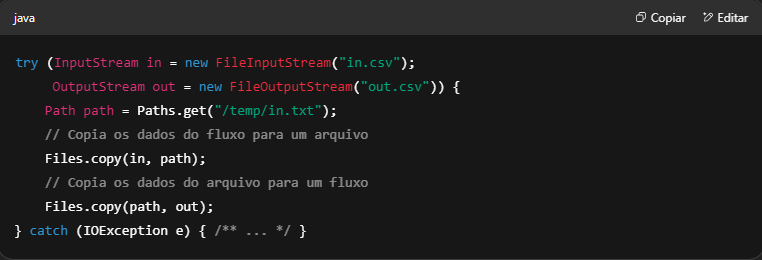 java
Copiar
Editar
try (InputStream in = new FileInputStream("in.csv");
     OutputStream out = new FileOutputStream("out.csv")) {
    Path path = Paths.get("/temp/in.txt");
    // Copia os dados do fluxo para um arquivo
    Files.copy(in, path);
    // Copia os dados do arquivo para um fluxo
    Files.copy(path, out);
} catch (IOException e) { /** ... */ }